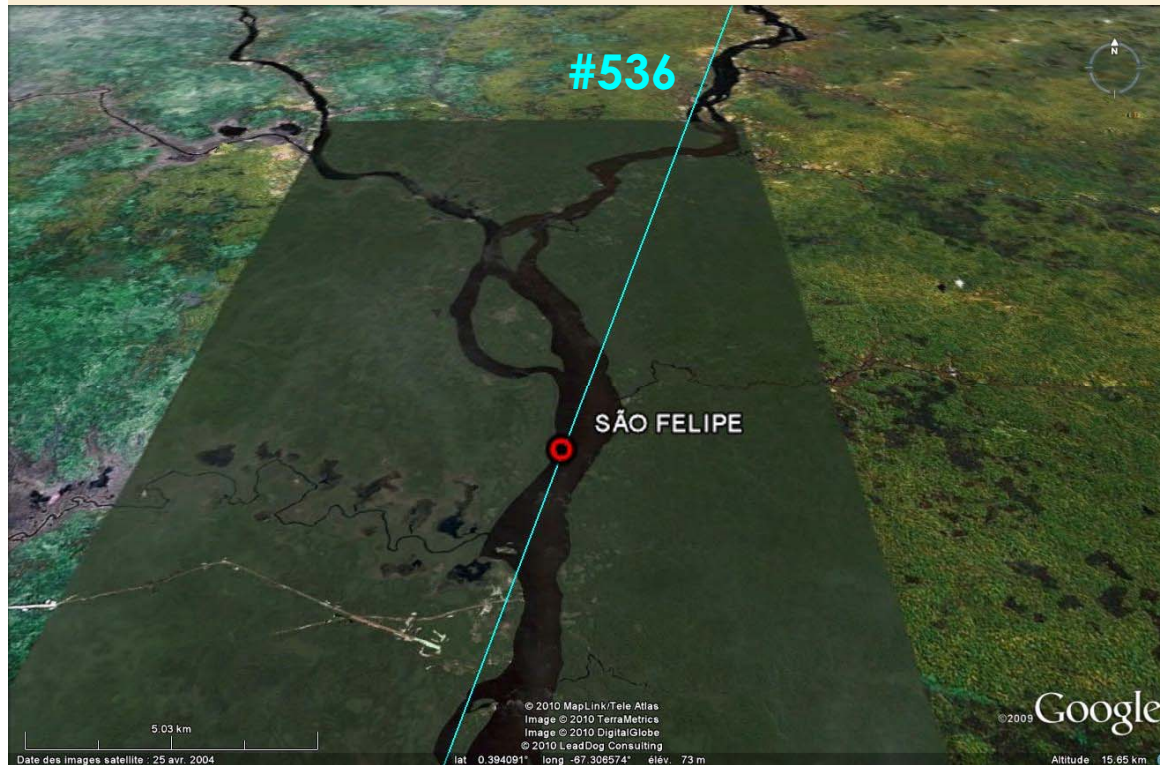 #536
N
SÃO FELIPE
© 2010 MapLink/Tele Atlas
Image © 2010 TerraMetrics
Image © 2010 DigitalGlobe
© 2010 LeadDog Consulting
©2009 Google
5.03 km
Date des images satellite : 25 avr. 2004
lat 0.394091° long -67.306574° élév. 73 m
Altitude 15.65 km